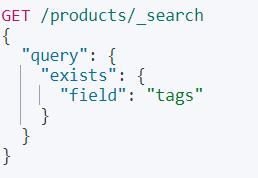 GET /products/_search
{
  "query": {
    "exists": {
      "field": "tags"
    }
  }
}